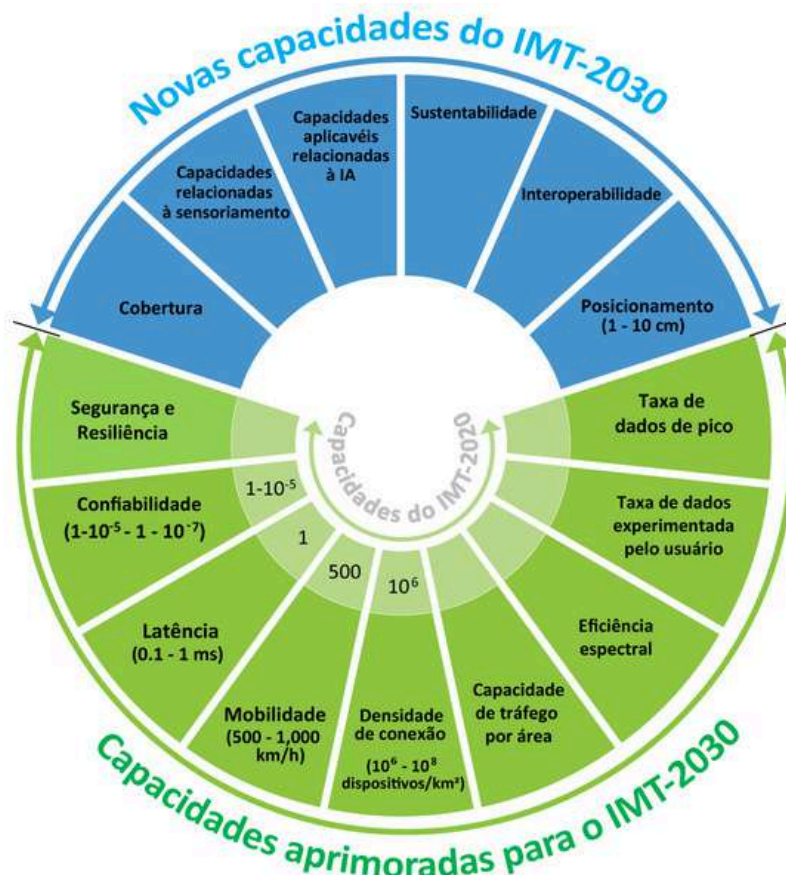 Novas capacidades do IMT-2030
Cobertura
Capacidades
relacionadas
à sensoriamento
Capacidades
aplicavéis
relacionadas
à IA
Sustentabilidade
Interoperabilidade
Posicionamento
(1 - 10 cm)
Taxa de
dados de pico
Taxa de dados
experimentada
pelo usuário
Eficiência
espectral
Capacidade
de tráfego
por área
Densidade
de conexão
(10⁶ - 10⁸
dispositivos/km²)
Mobilidade
(500 - 1,000
km/h)
Latência
(0.1 - 1 ms)
Confiabilidade
(1-10⁻⁵ - 1 - 10⁻⁷)
Segurança e
Resiliência
1-10⁻⁵
1
500
10⁶
Capacidades do IMT-2020
Capacidades aprimoradas para o IMT-2030